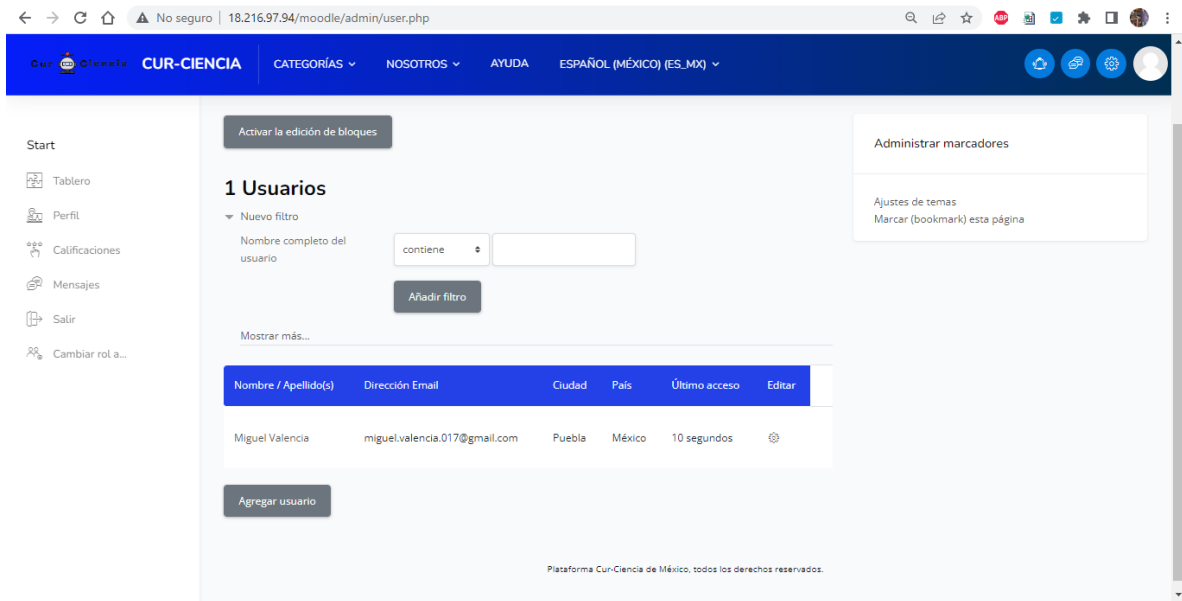 No seguro | 18.216.97.94/moodle/admin/user.php
ABP
Cur Ciencia CUR-CIENCIA CATEGORÍAS NOSOTROS AYUDA ESPAÑOL (MÉXICO) (ES_MX)
Start
Tablero
Perfil
Calificaciones
Mensajes
Salir
Cambiar rol a...
Activar la edición de bloques
1 Usuarios
Nuevo filtro
Nombre completo del
usuario
contiene
Añadir filtro
Mostrar más...
Nombre / Apellido(s) Dirección Email Ciudad País Último acceso Editar
Miguel Valencia miguel.valencia.017@gmail.com Puebla México 10 segundos
Agregar usuario
Administrar marcadores
Ajustes de temas
Marcar (bookmark) esta página
Plataforma Cur-Ciencia de México, todos los derechos reservados.